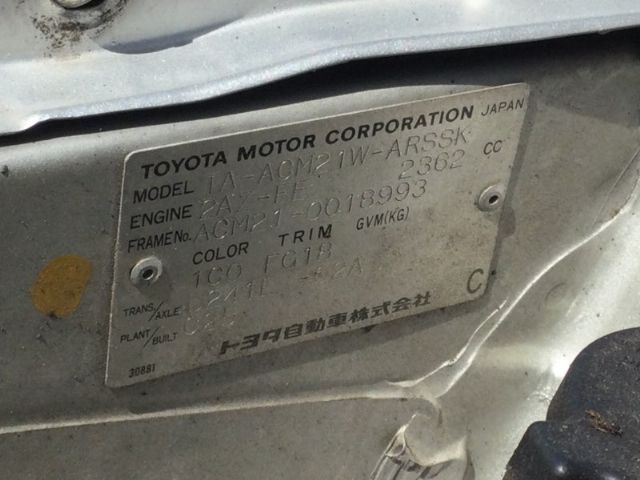 TOYOTA MOTOR CORPORATION JAPAN
MODEL TA-ACM21W-ARSSK
ENGINE 2AZ-FE 2362 CC
FRAME No. ACM21-0018993
COLOR TRIM GVM(KG)
1C0 FG18
TRANS/AXLE
PLANT/BUILT
C
トヨタ自動車株式会社
30881